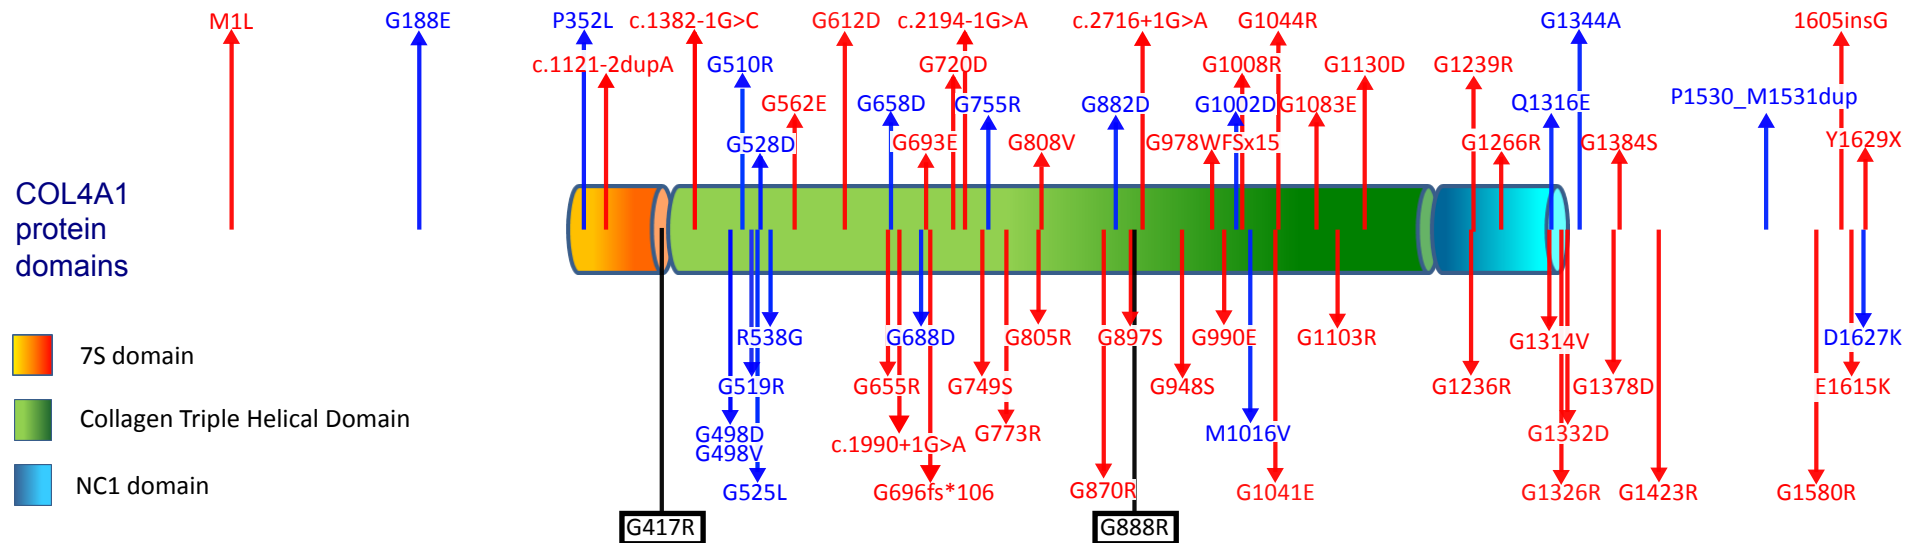 M1L
G188E
P352L
c.1382-1G>C
G612D
c.2194-1G>A
c.2716+1G>A
G1044R
G1344A
1605insG
c.1121-2dupA
G510R
G720D
G1008R
G1130D
G1239R
G562E
G658D
G755R
G882D
G1002D
G1083E
Q1316E
P1530_M1531dup
G528D
G693E
G808V
G978WFSx15
G1266R
G1384S
Y1629X
COL4A1
protein
domains
7S domain
Collagen Triple Helical Domain
NC1 domain
R538G
G688D
G805R
G897S
G990E
G1103R
G1314V
D1627K
G519R
G655R
G749S
G948S
G1236R
G1378D
E1615K
G498D
G498V
c.1990+1G>A
G773R
M1016V
G1332D
G525L
G696fs*106
G870R
G1041E
G1326R
G1423R
G1580R
G417R
G888R